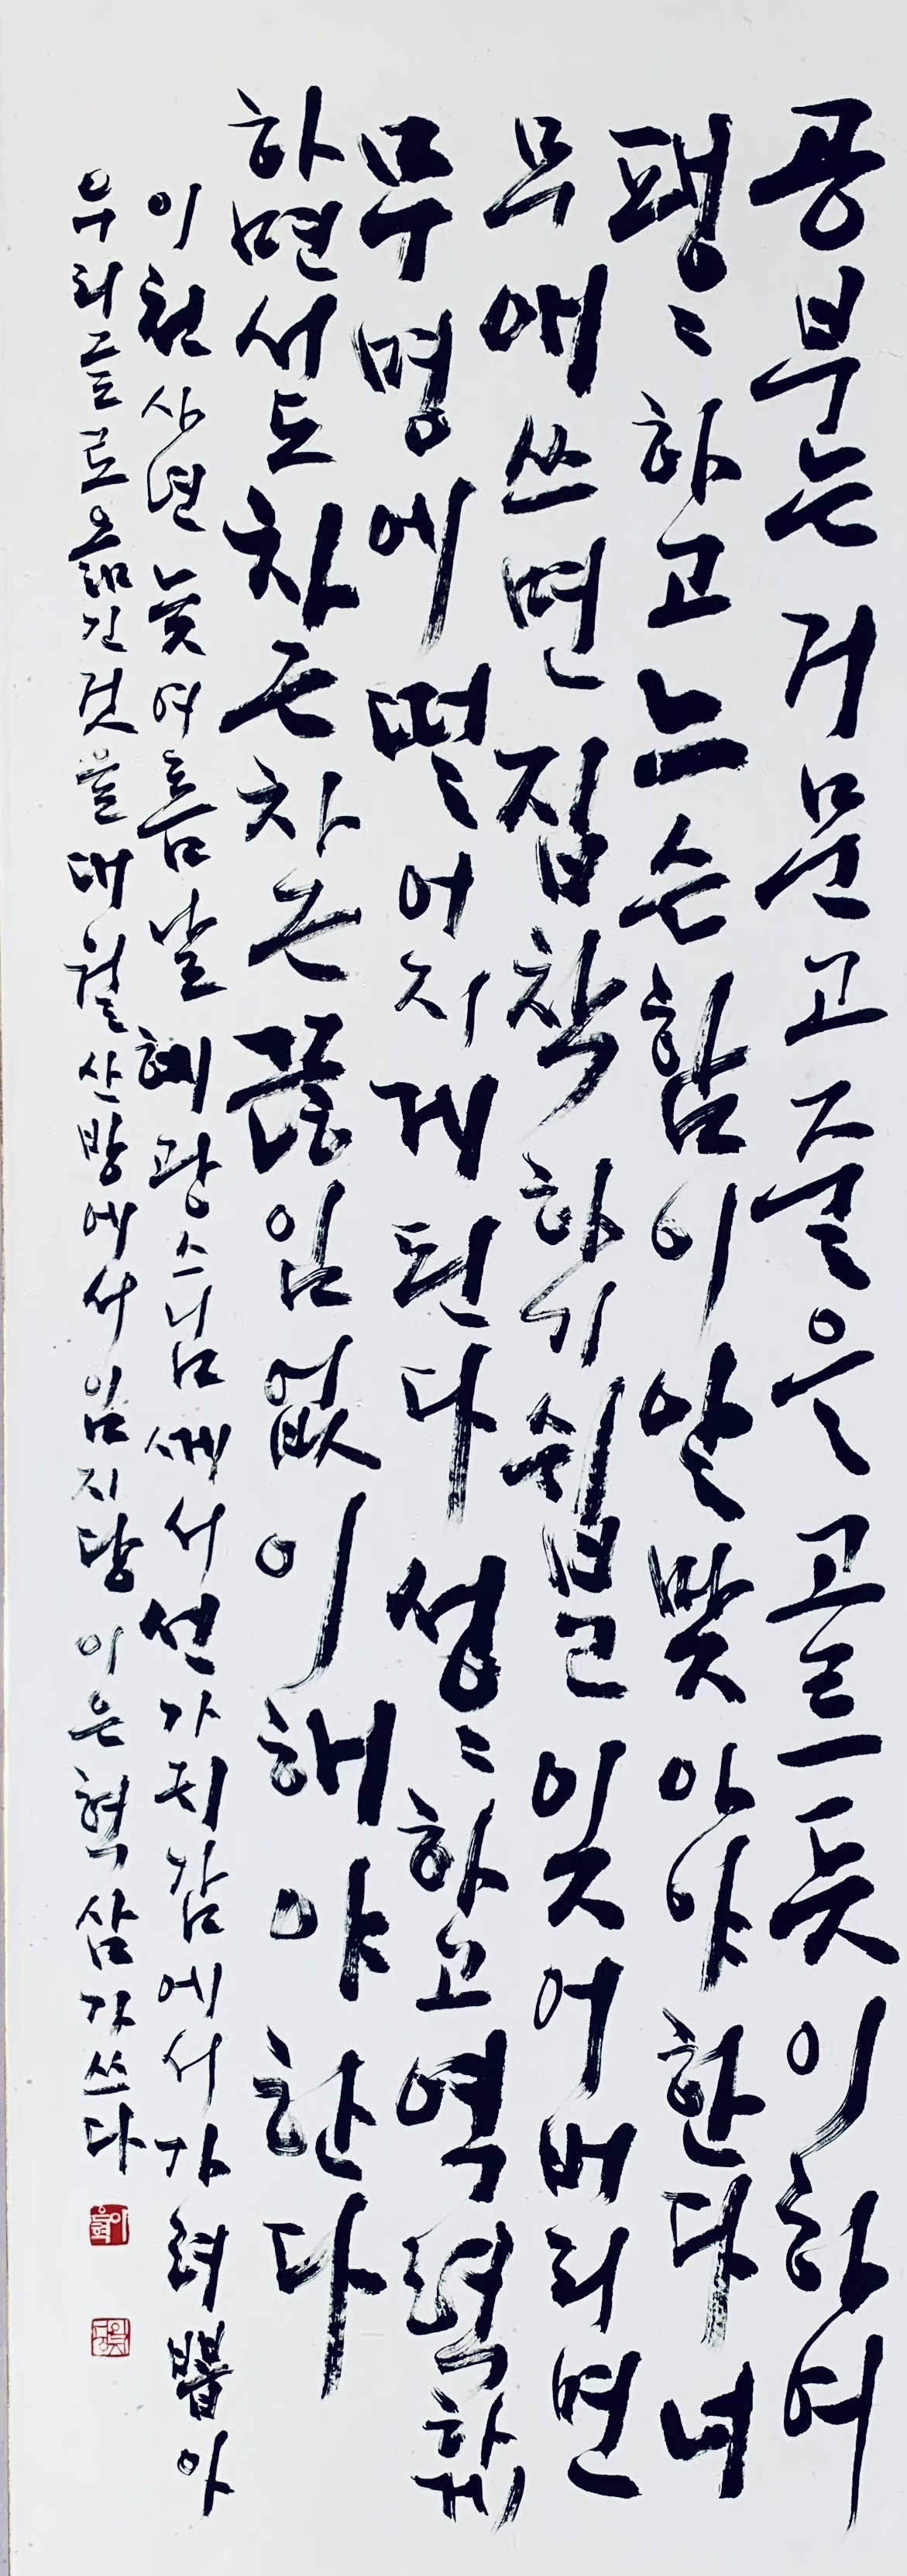 공부는 거문고 줄을 고르듯이 하여
팽〻하고 느슨함이 알맞아야 한다 너
무 애쓰면 집착하기 쉽고 잊어버리면
무명에 떨어지게 된다 성〻하고 역력하게
하면서도 차근차근 끊임없이 해야 한다
이천사년 늦여름날 혜광스님께서 선가귀감에서 가려 뽑아
우리글로 옮긴 것을 대월산방에서 임지당 이은혁 삼가 쓰다